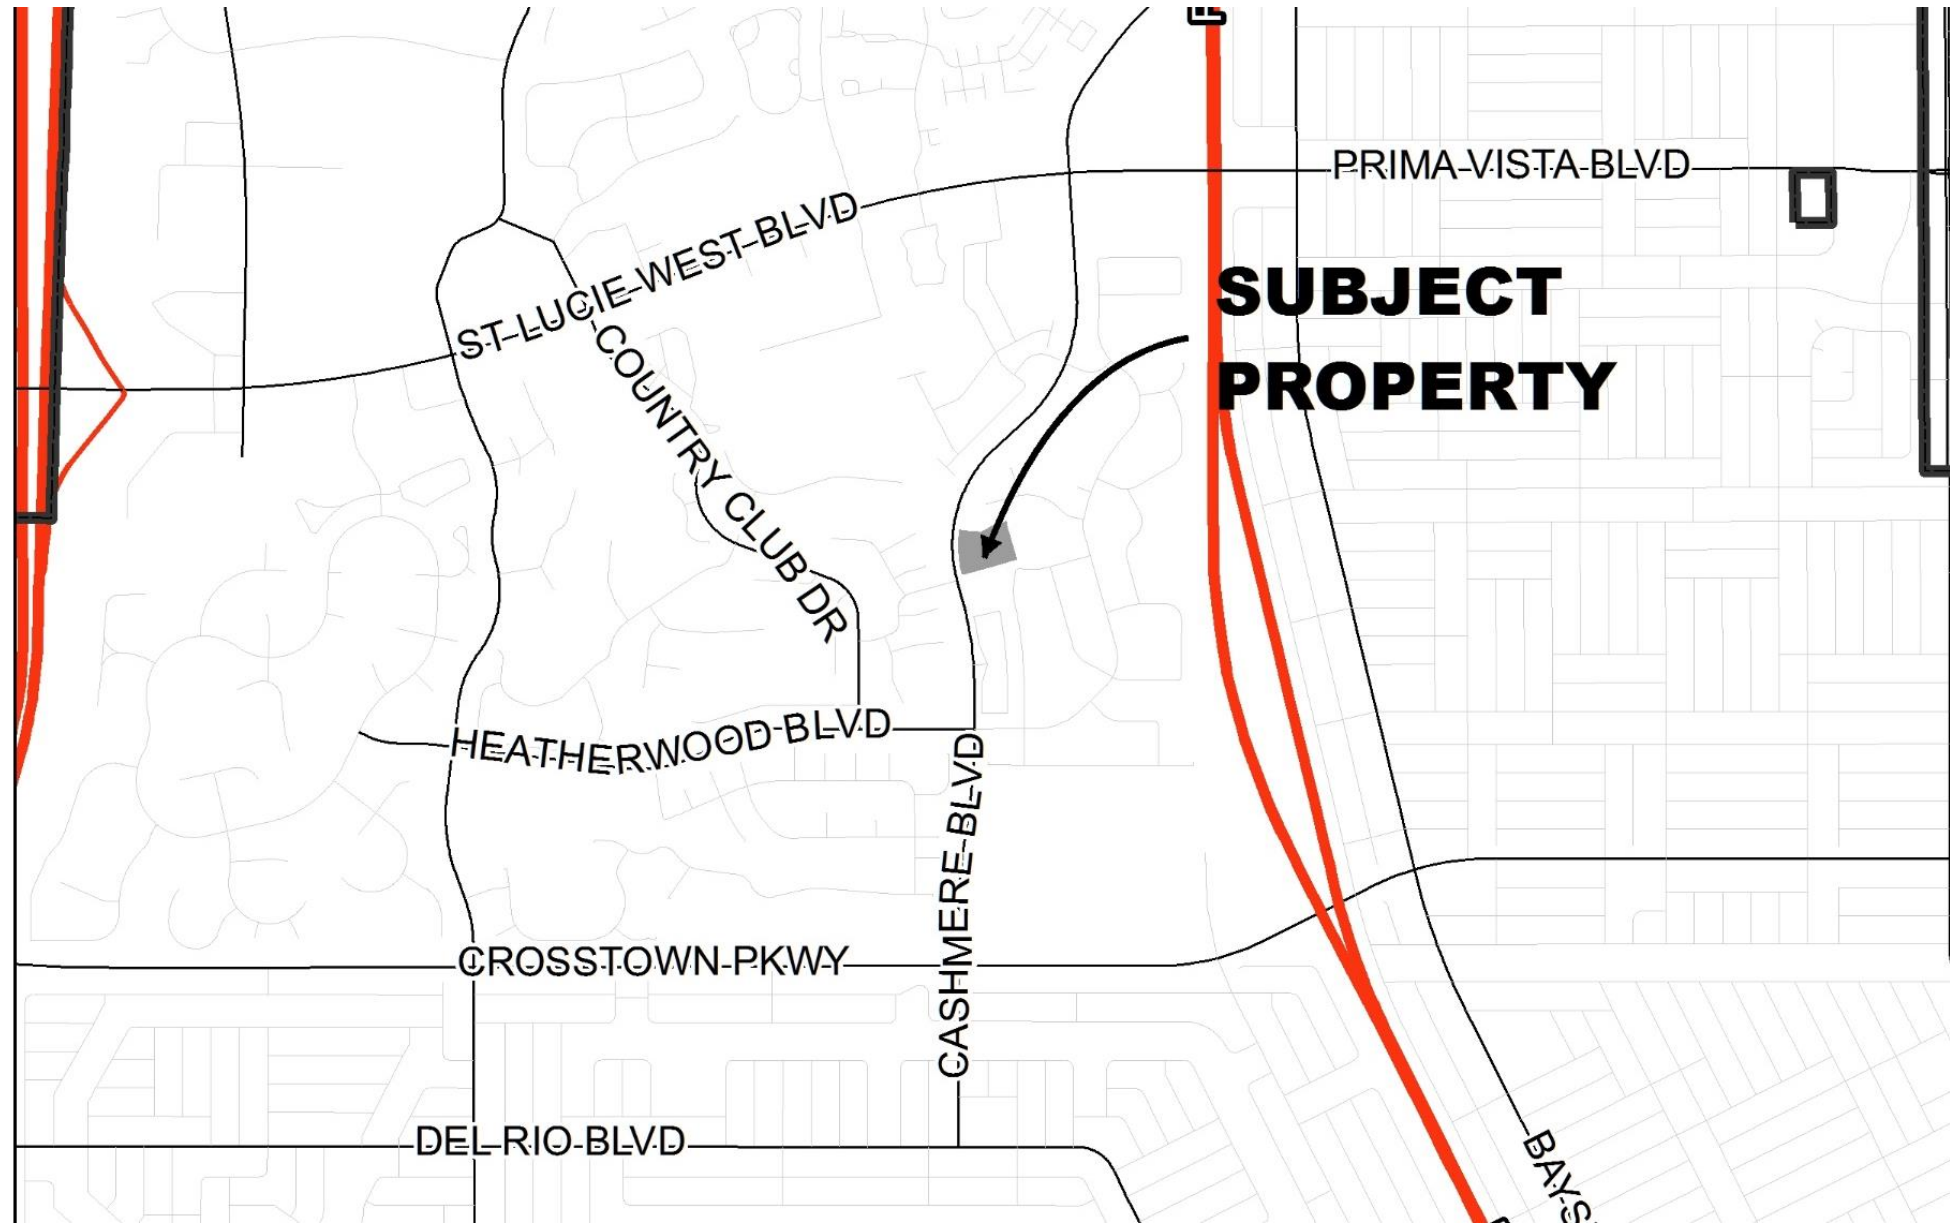 PRIMA VISTA BLVD
ST LUCIE WEST BLVD
SUBJECT
PROPERTY
COUNTRY CLUB DR
HEATHERWOOD BLVD
CASHMERE BLVD
CROSSTOWN PKWY
DEL RIO BLVD